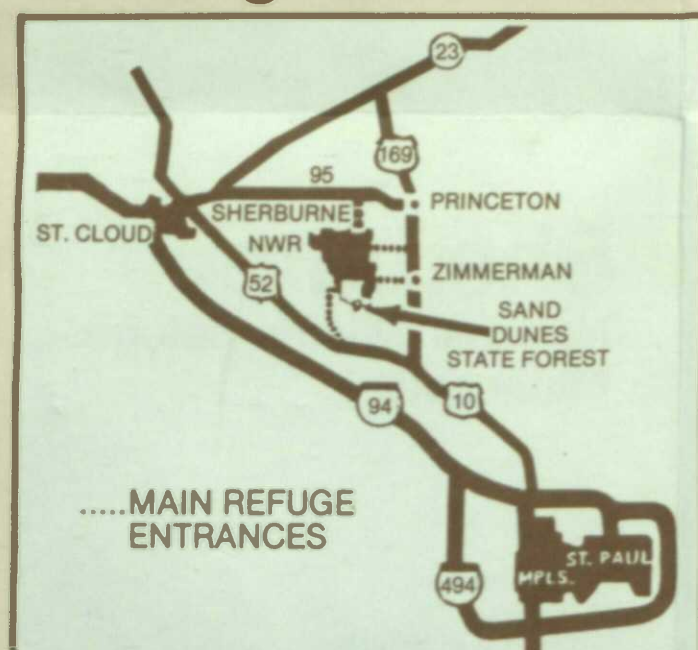 23
169
95
PRINCETON
SHERBURNE
ST. CLOUD
NWR
ZIMMERMAN
52
SAND
DUNES
STATE FOREST
94
10
.....MAIN REFUGE
ENTRANCES
ST. PAUL
MPLS.
494